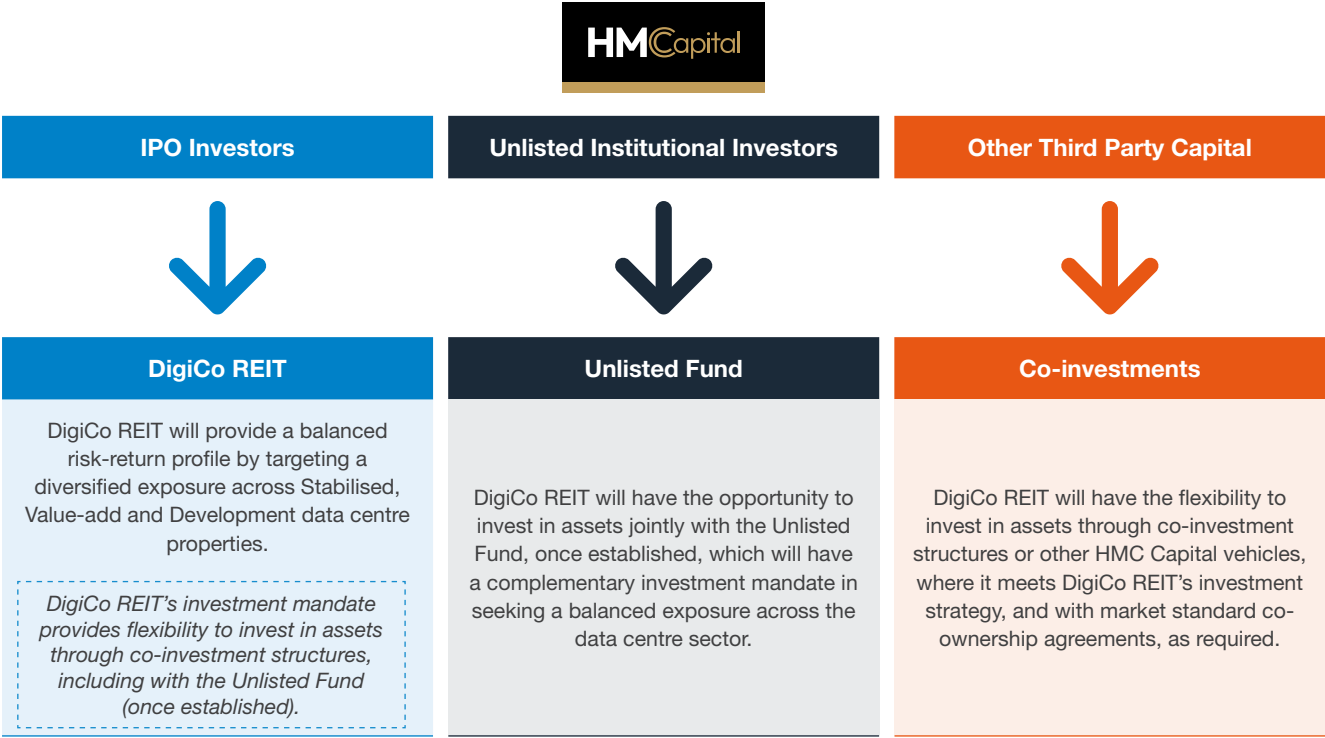 HMCapital
IPO Investors
Unlisted Institutional Investors
Other Third Party Capital
DigiCo REIT
DigiCo REIT will provide a balanced
risk-return profile by targeting a
diversified exposure across Stabilised,
Value-add and Development data centre
properties.
DigiCo REIT’s investment mandate
provides flexibility to invest in assets
through co-investment structures,
including with the Unlisted Fund
(once established).
Unlisted Fund
DigiCo REIT will have the opportunity to
invest in assets jointly with the Unlisted
Fund, once established, which will have
a complementary investment mandate in
seeking a balanced exposure across the
data centre sector.
Co-investments
DigiCo REIT will have the flexibility to
invest in assets through co-investment
structures or other HMC Capital vehicles,
where it meets DigiCo REIT’s investment
strategy, and with market standard co-
ownership agreements, as required.